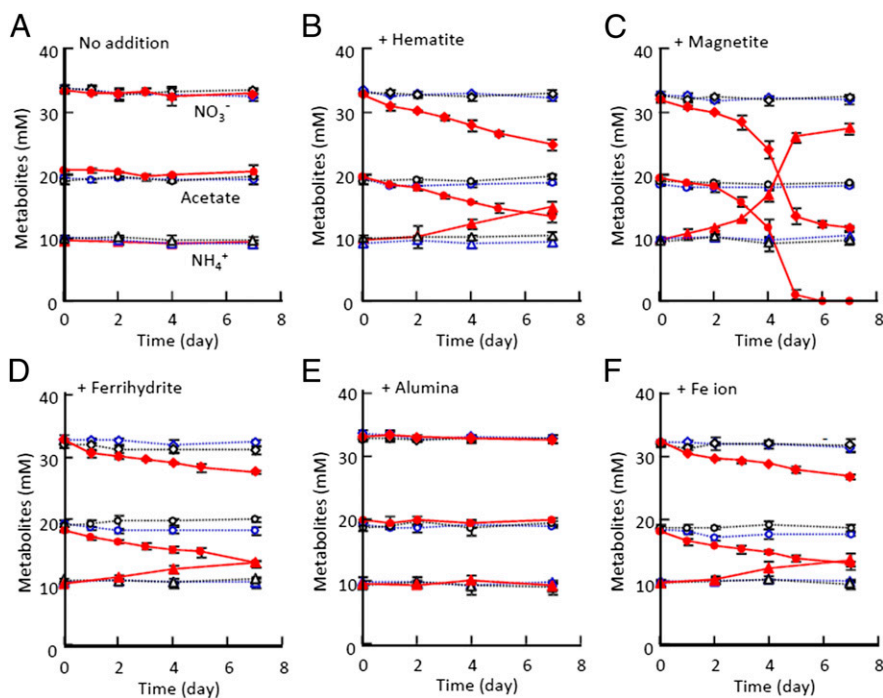 A
No addition
40
30
20
10
0
Metabolites (mM)
NO3-
Acetate
NH4+
0 2 4 6 8
Time (day)
B
+ Hematite
40
30
20
10
0
Metabolites (mM)
0 2 4 6 8
Time (day)
C
+ Magnetite
40
30
20
10
0
Metabolites (mM)
0 2 4 6 8
Time (day)
D
+ Ferrihydrite
40
30
20
10
0
Metabolites (mM)
0 2 4 6 8
Time (day)
E
+ Alumina
40
30
20
10
0
Metabolites (mM)
0 2 4 6 8
Time (day)
F
+ Fe ion
40
30
20
10
0
Metabolites (mM)
0 2 4 6 8
Time (day)